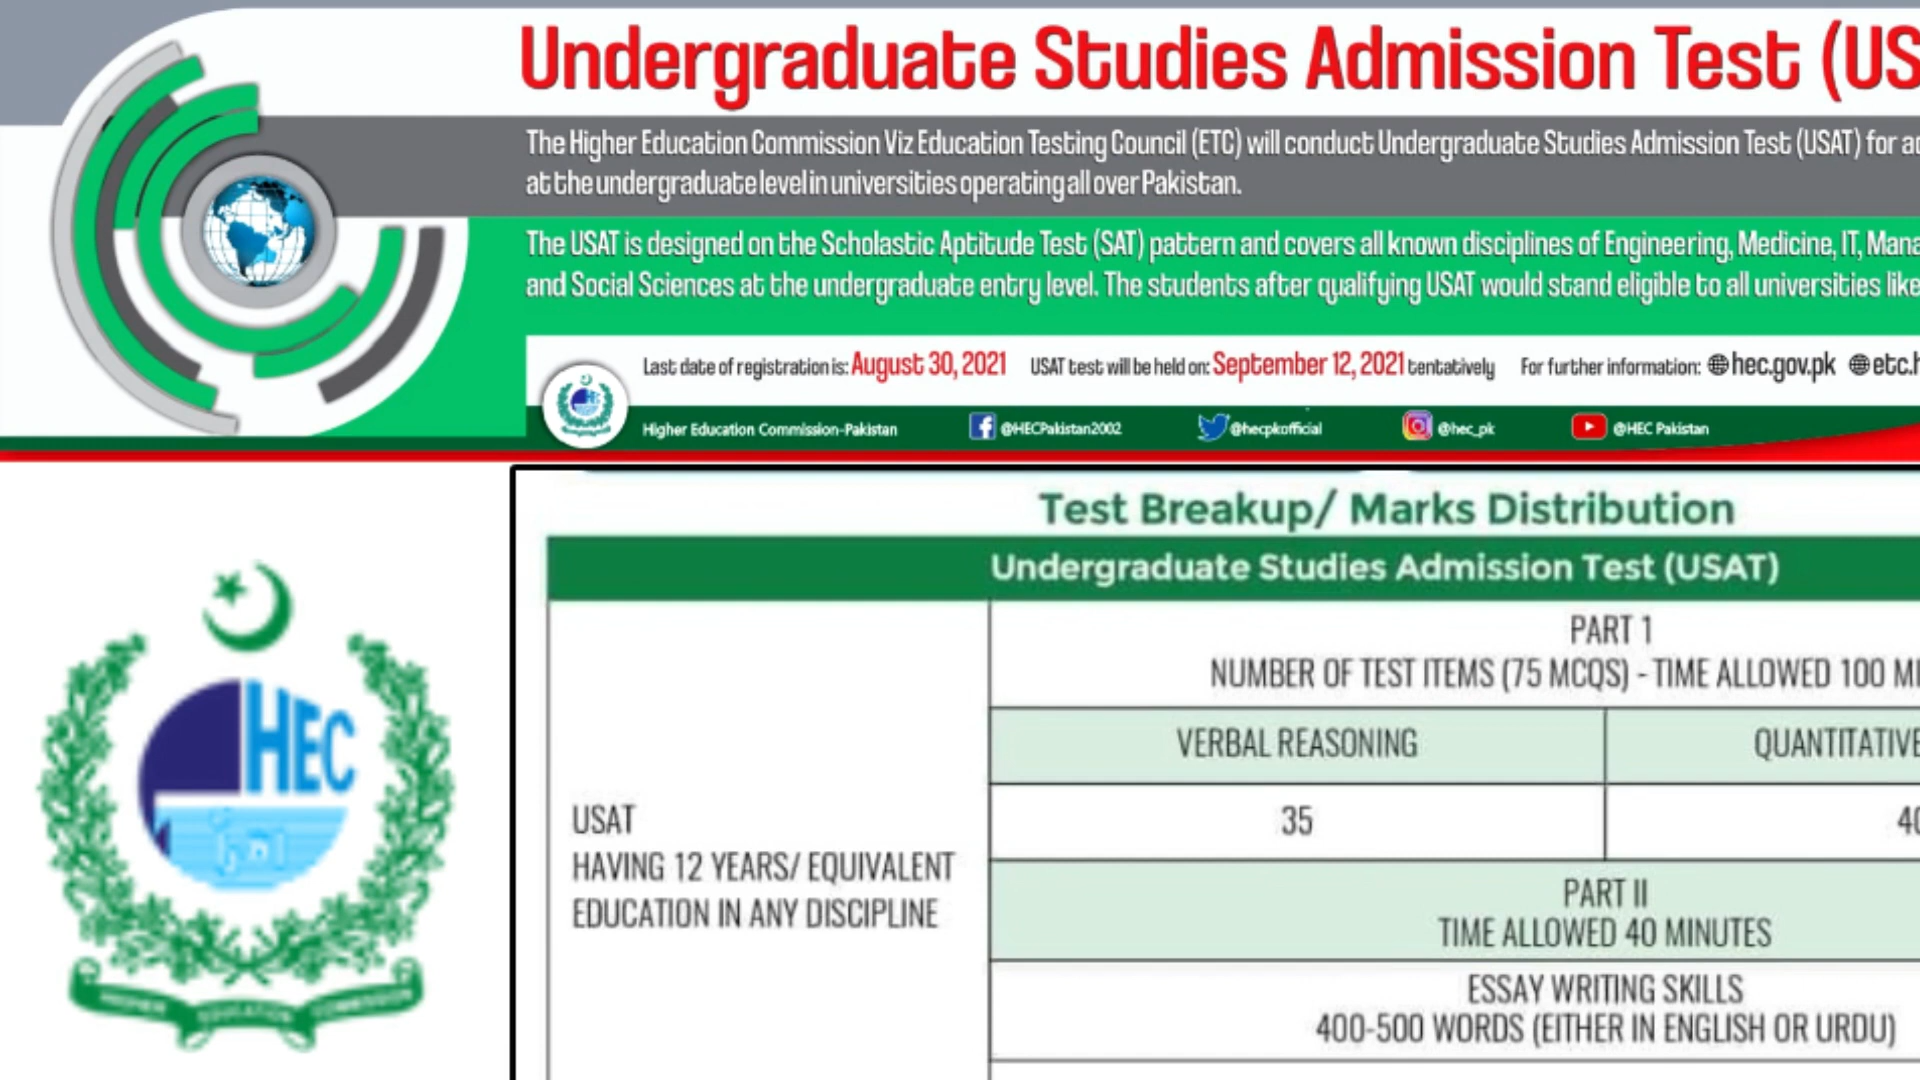 Undergraduate Studies Admission Test (US
The Higher Education Commission Viz Education Testing Council (ETC) will conduct Undergraduate Studies Admission Test (USAT) for ad
at the undergraduate level in universities operating all over Pakistan.
The USAT is designed on the Scholastic Aptitude Test (SAT) pattern and covers all known disciplines of Engineering, Medicine, IT, Mana
and Social Sciences at the undergraduate entry level. The students after qualifying USAT would stand eligible to all universities like
Last date of registration is: August 30, 2021 USAT test will be held on: September 12, 2021 tentatively For further information: hec.gov.pk etc.h
Higher Education Commission-Pakistan @HECPakistan2002 @hecpkofficial @hec_pk @HEC Pakistan
Test Breakup/ Marks Distribution
Undergraduate Studies Admission Test (USAT)
PART 1
NUMBER OF TEST ITEMS (75 MCQS) - TIME ALLOWED 100 MI
VERBAL REASONING QUANTITATIVE
35 40
USAT
HAVING 12 YEARS/ EQUIVALENT
EDUCATION IN ANY DISCIPLINE
PART II
TIME ALLOWED 40 MINUTES
ESSAY WRITING SKILLS
400-500 WORDS (EITHER IN ENGLISH OR URDU)
HEC
HIGHER EDUCATION COMMISSION